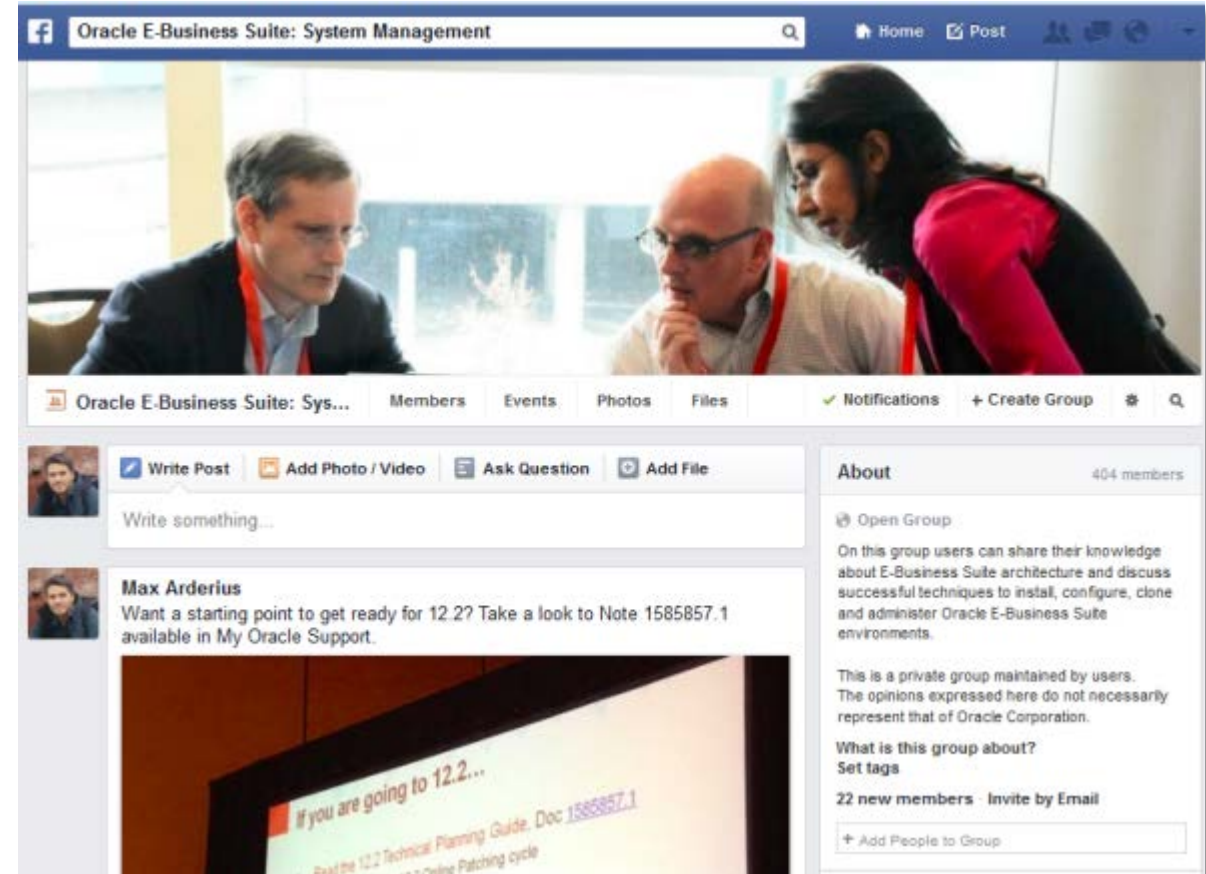 f
Oracle E-Business Suite: System Management
Home
Post
Oracle E-Business Suite: Sys...
Members
Events
Photos
Files
Notifications
+ Create Group
Write Post
Add Photo / Video
Ask Question
Add File
Write something...
Max Arderius
Want a starting point to get ready for 12.2? Take a look to Note 1585857.1
available in My Oracle Support.
If you are going to 12.2...
Read the 12.2 Technical Planning Guide, Doc 1585857.1
Online Patching cycle
About
404 members
Open Group
On this group users can share their knowledge
about E-Business Suite architecture and discuss
successful techniques to install, configure, clone
and administer Oracle E-Business Suite
environments.
This is a private group maintained by users.
The opinions expressed here do not necessarily
represent that of Oracle Corporation.
What is this group about?
Set tags
22 new members · Invite by Email
+ Add People to Group